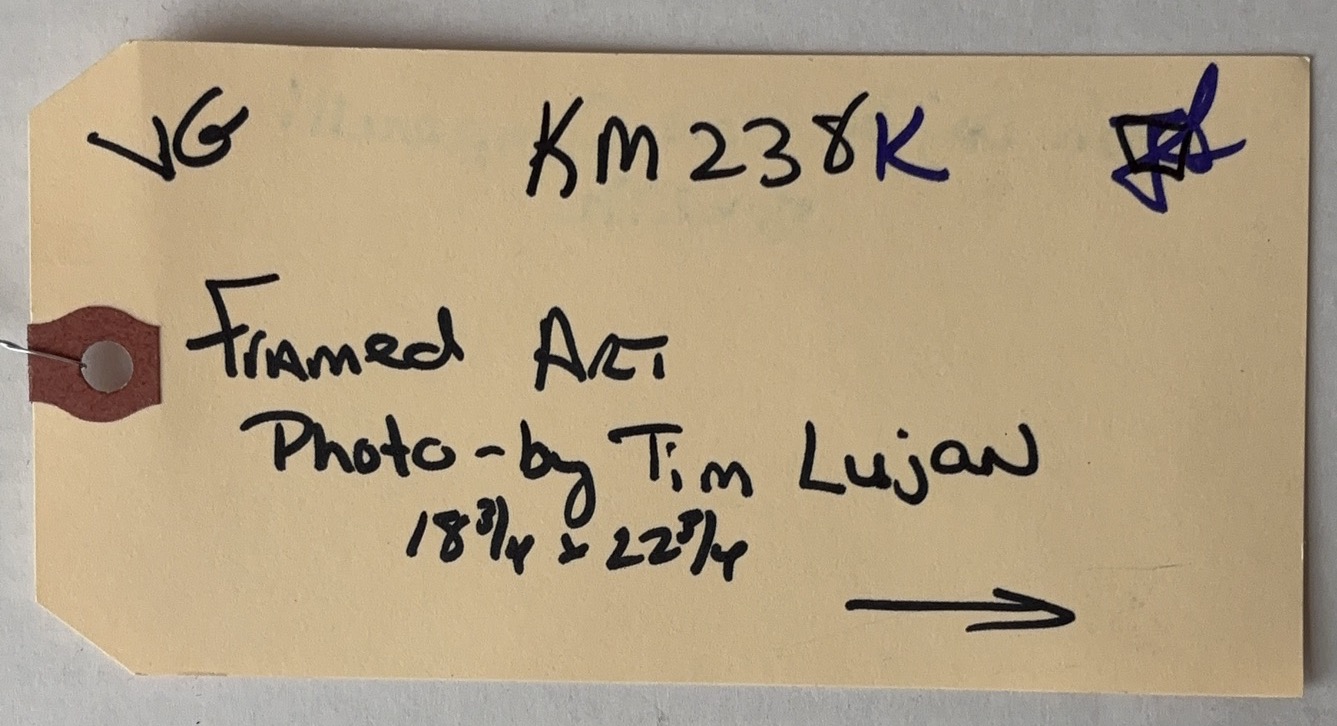 VG KM238K
Framed Art
Photo - by Tim Lujan
18 3/4 x 22 3/4